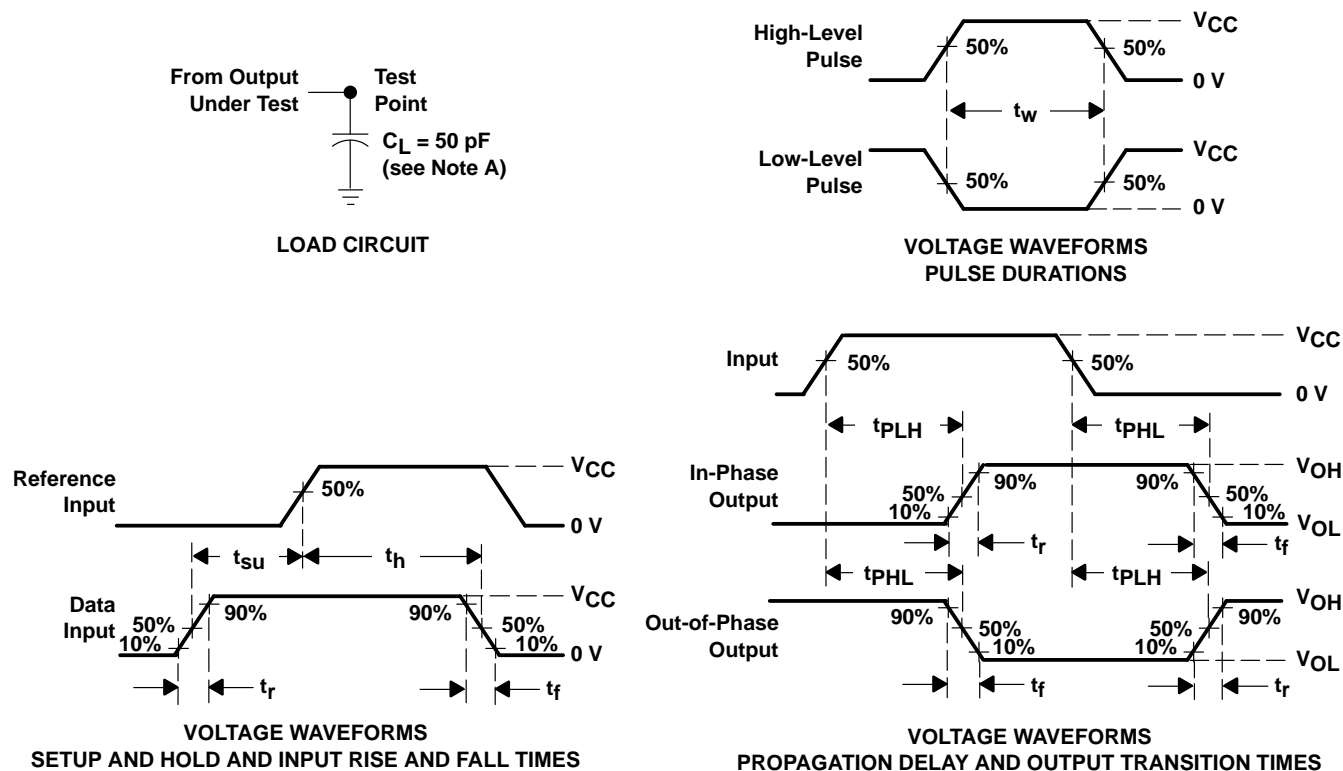 From Output
Under Test
Test
Point
CL = 50 pF
(see Note A)
LOAD CIRCUIT
High-Level
Pulse
50%
50%
VCC
0 V
tw
Low-Level
Pulse
50%
50%
VCC
0 V
VOLTAGE WAVEFORMS
PULSE DURATIONS
Reference
Input
50%
VCC
0 V
tsu
th
Data
Input
50%
10%
90%
90%
50%
10%
VCC
0 V
tr
tf
VOLTAGE WAVEFORMS
SETUP AND HOLD AND INPUT RISE AND FALL TIMES
Input
50%
50%
VCC
0 V
tPLH
tPHL
In-Phase
Output
50%
10%
90%
90%
50%
10%
VOH
VOL
tr
tf
tPHL
tPLH
Out-of-Phase
Output
90%
50%
10%
50%
10%
90%
VOH
VOL
tf
tr
VOLTAGE WAVEFORMS
PROPAGATION DELAY AND OUTPUT TRANSITION TIMES